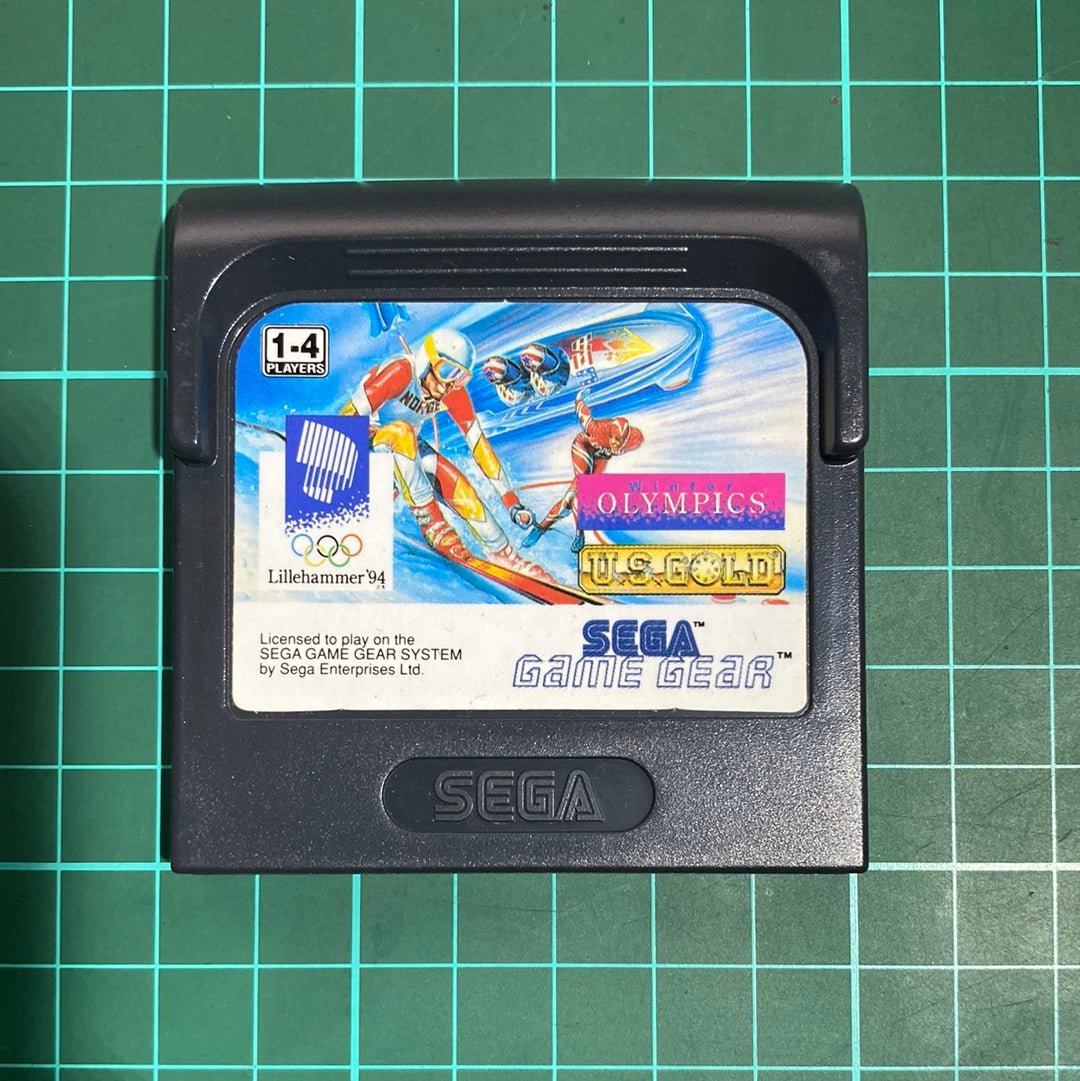 1-4
PLAYERS
NORGE
Winter
OLYMPICS
U.S. GOLD
Lillehammer '94
Licensed to play on the
SEGA GAME GEAR SYSTEM
by Sega Enterprises Ltd.
SEGA™
GAME GEAR™
SEGA